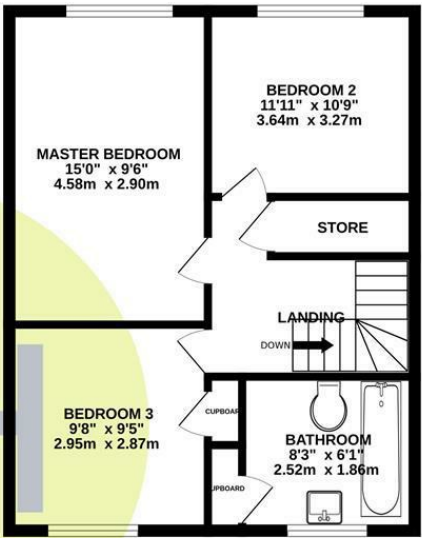 BEDROOM 2
11'11" x 10'9"
3.64m x 3.27m
MASTER BEDROOM
15'0" x 9'6"
4.58m x 2.90m
STORE
LANDING
DOWN
BEDROOM 3
9'8" x 9'5"
2.95m x 2.87m
CUPBOAR
BATHROOM
8'3" x 6'1"
2.52m x 1.86m
UPBOARD